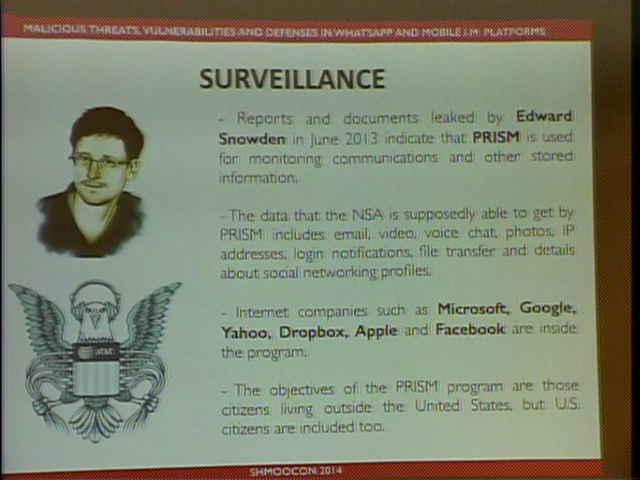 MALICIOUS THREATS, VULNERABILITIES AND DEFENSES IN WHATSAPP AND MOBILE I.M. PLATFORMS
SURVEILLANCE
- Reports and documents leaked by Edward
Snowden in June 2013 indicate that PRISM is used
for monitoring communications and other stored
information.
- The data that the NSA is supposedly able to get by
PRISM includes email, video, voice chat, photos, IP
addresses, login notifications, file transfer and details
about social networking profiles.
- Internet companies such as Microsoft, Google,
Yahoo, Dropbox, Apple and Facebook are inside
the program.
- The objectives of the PRISM program are those
citizens living outside the United States, but U.S.
citizens are included too.
at&t
SHMOOCON 2014